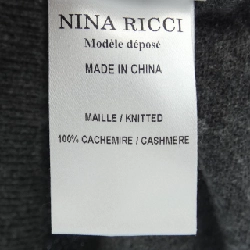 NINA RICCI
Modèle déposé
MADE IN CHINA
MAILLE / KNITTED
100% CACHEMIRE / CASHMERE